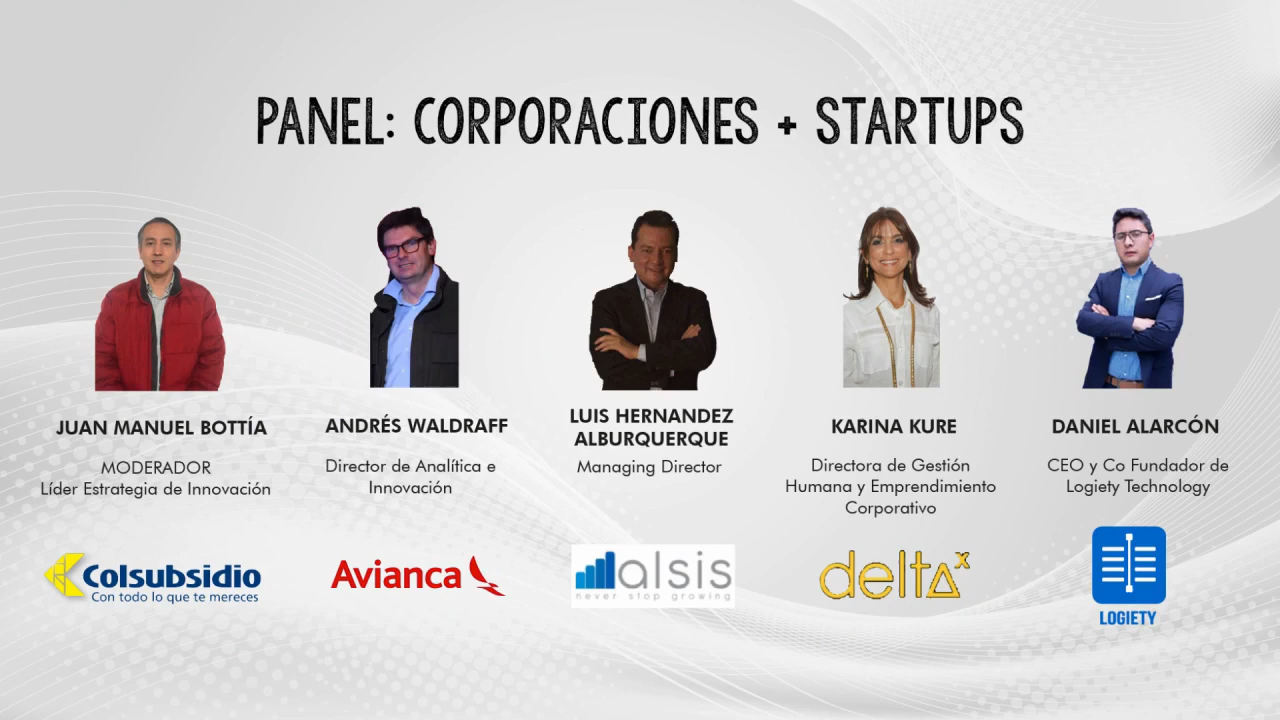 PANEL: CORPORACIONES + STARTUPS
JUAN MANUEL BOTTÍA
MODERADOR
Líder Estrategia de Innovación
Colsubsidio
Con todo lo que te mereces
ANDRÉS WALDRAFF
Director de Analítica e
Innovación
Avianca
LUIS HERNANDEZ
ALBURQUERQUE
Managing Director
alsis
never stop growing
KARINA KURE
Directora de Gestión
Humana y Emprendimiento
Corporativo
delta x
DANIEL ALARCÓN
CEO y Co Fundador de
Logiety Technology
LOGIETY